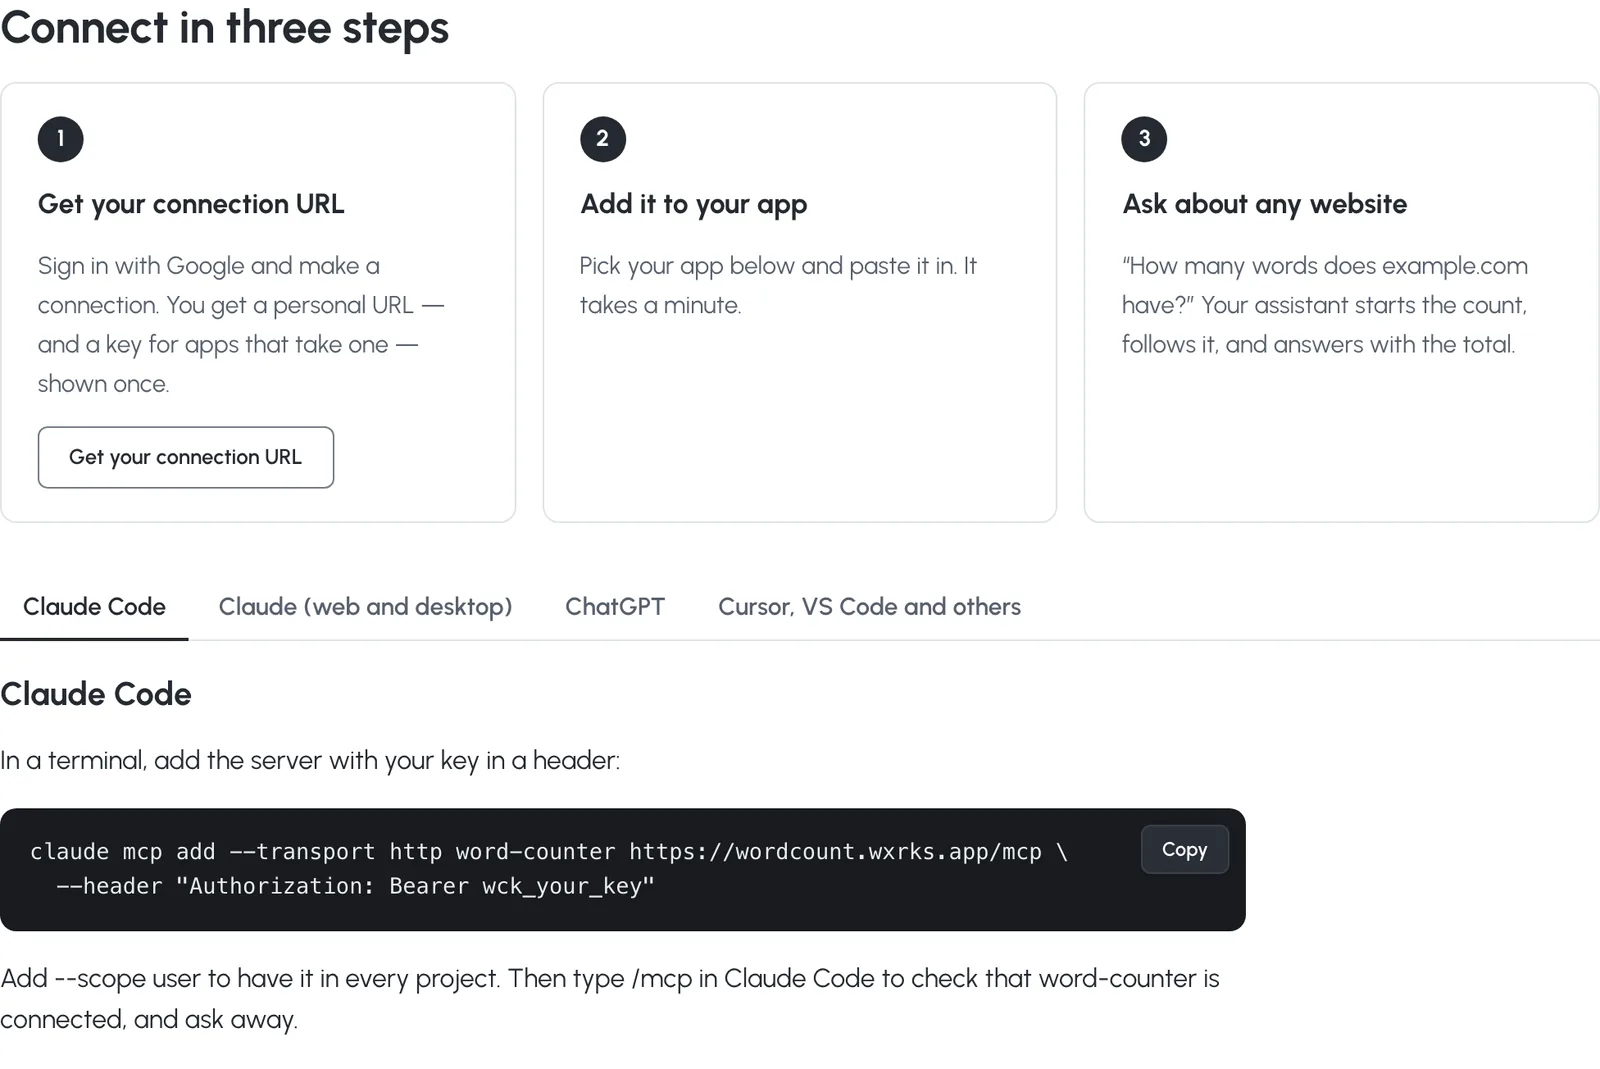 Connect in three steps
1
Get your connection URL
Sign in with Google and make a
connection. You get a personal URL —
and a key for apps that take one —
shown once.
Get your connection URL
2
Add it to your app
Pick your app below and paste it in. It
takes a minute.
3
Ask about any website
“How many words does example.com
have?” Your assistant starts the count,
follows it, and answers with the total.
Claude Code
Claude (web and desktop)
ChatGPT
Cursor, VS Code and others
Claude Code
In a terminal, add the server with your key in a header:
claude mcp add --transport http word-counter https://wordcount.wxrks.app/mcp \
  --header "Authorization: Bearer wck_your_key"
Copy
Add --scope user to have it in every project. Then type /mcp in Claude Code to check that word-counter is
connected, and ask away.